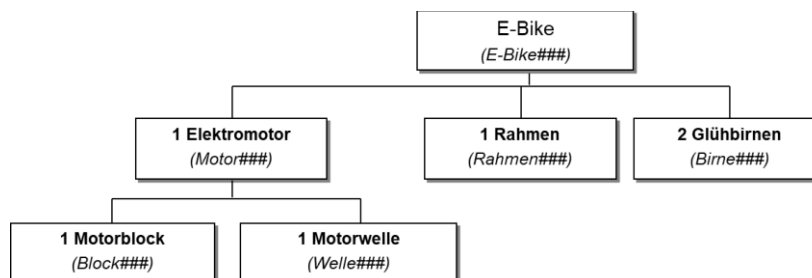 E-Bike
(E-Bike###)
1 Elektromotor
(Motor###)
1 Rahmen
(Rahmen###)
2 Glühbirnen
(Birne###)
1 Motorblock
(Block###)
1 Motorwelle
(Welle###)